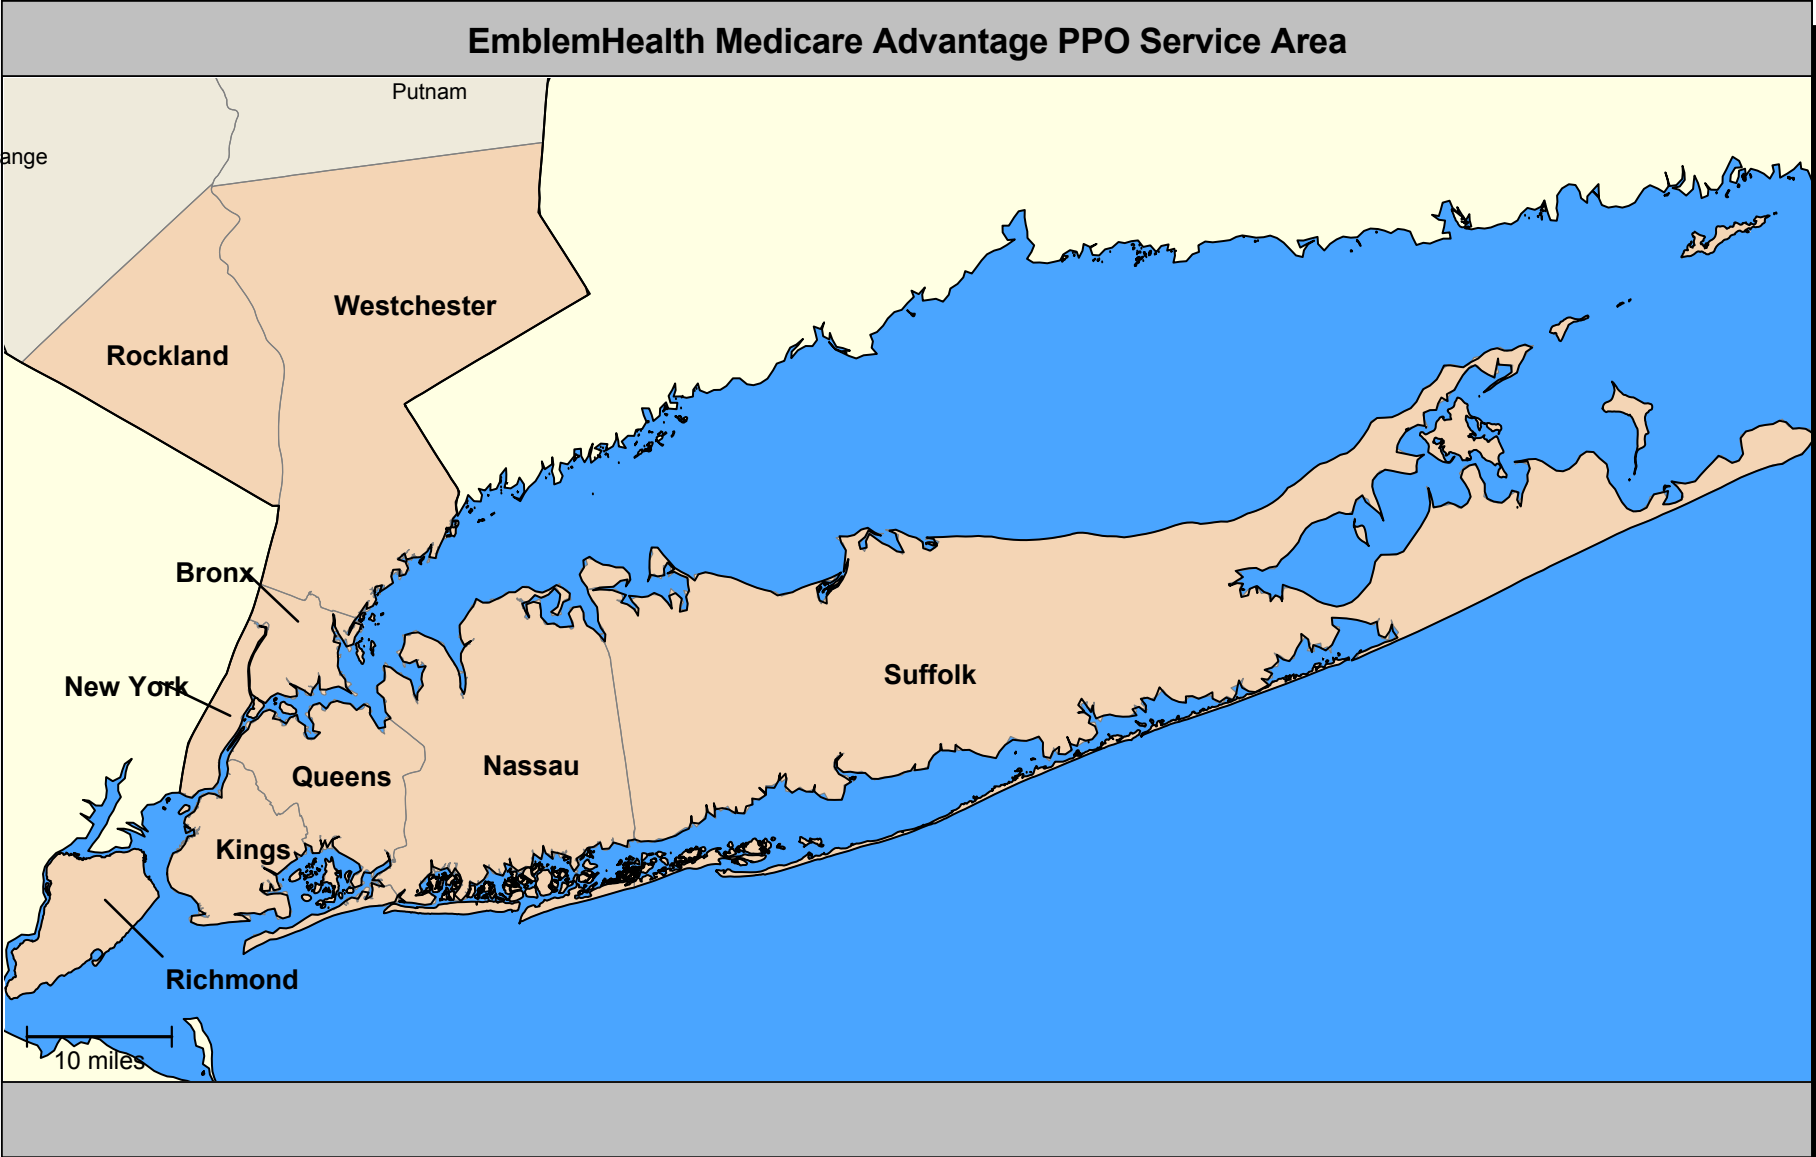 EmblemHealth Medicare Advantage PPO Service Area
Putnam
ange
Westchester
Rockland
Bronx
New York
Suffolk
Nassau
Queens
Kings
Richmond
10 miles